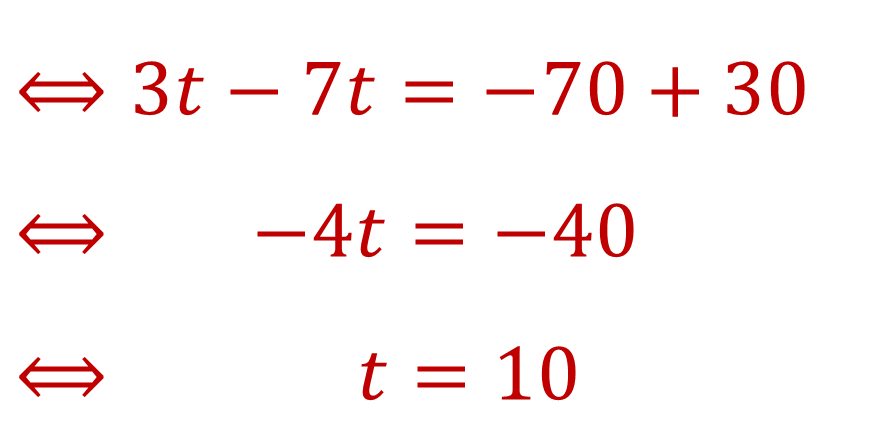 ⟺ 3t − 7t = −70 + 30
⟺ −4t = −40
⟺ t = 10